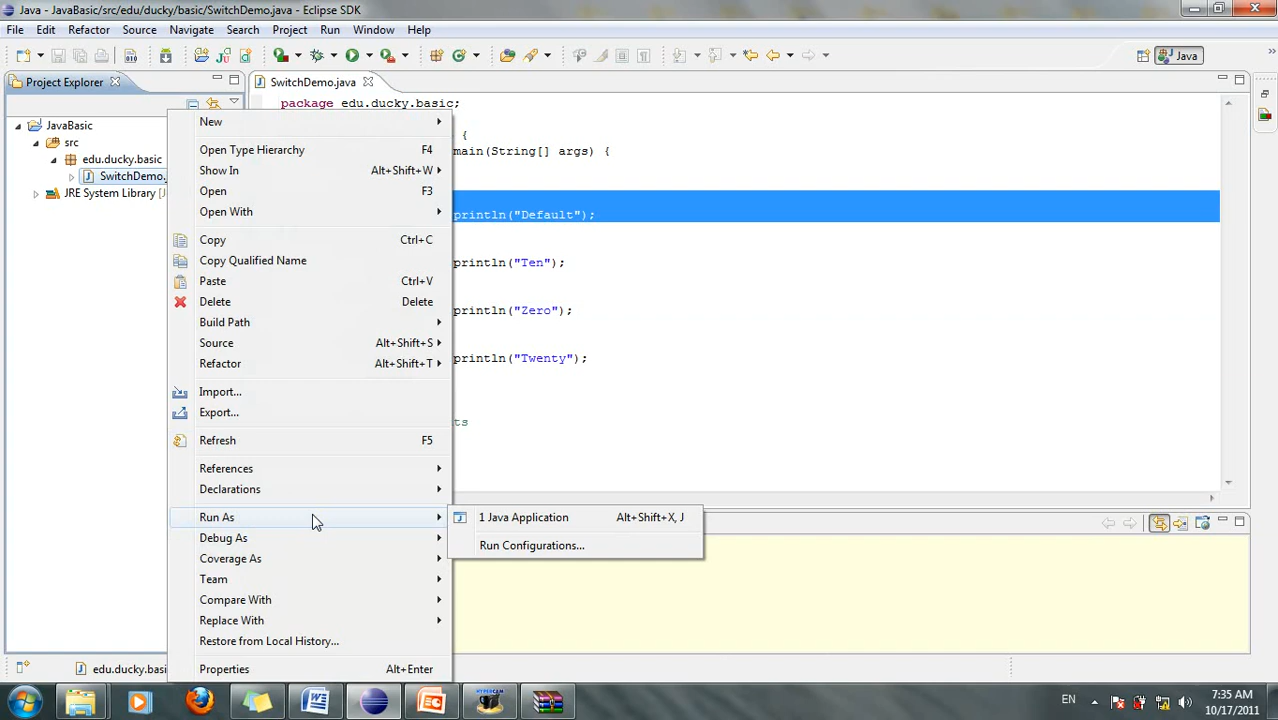 Java - JavaBasic/src/edu/ducky/basic/SwitchDemo.java - Eclipse SDK
File Edit Refactor Source Navigate Search Project Run Window Help
Java
Project Explorer
SwitchDemo.java
JavaBasic
src
edu.ducky.basic
SwitchDemo.
JRE System Library [J
package edu.ducky.basic;
{
main(String[] args) {
println("Default");
println("Ten");
println("Zero");
println("Twenty");
ts
New
Open Type Hierarchy F4
Show In Alt+Shift+W
Open F3
Open With
Copy Ctrl+C
Copy Qualified Name
Paste Ctrl+V
Delete Delete
Build Path
Source Alt+Shift+S
Refactor Alt+Shift+T
Import...
Export...
Refresh F5
References
Declarations
Run As
Debug As
Coverage As
Team
Compare With
Replace With
Restore from Local History...
Properties Alt+Enter
1 Java Application Alt+Shift+X, J
Run Configurations...
edu.ducky.basi
EN
7:35 AM
10/17/2011